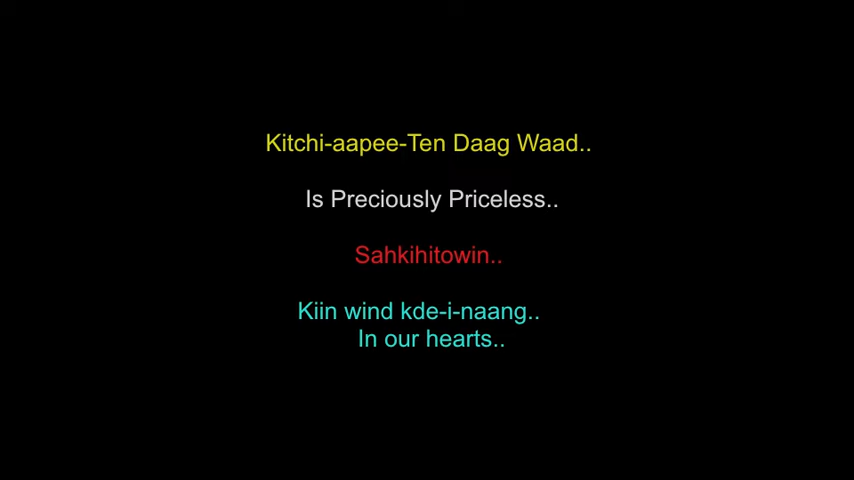 Kitchi-aapee-Ten Daag Waad..
Is Preciously Priceless..
Sahkihitowin..
Kiin wind kde-i-naang..
In our hearts..